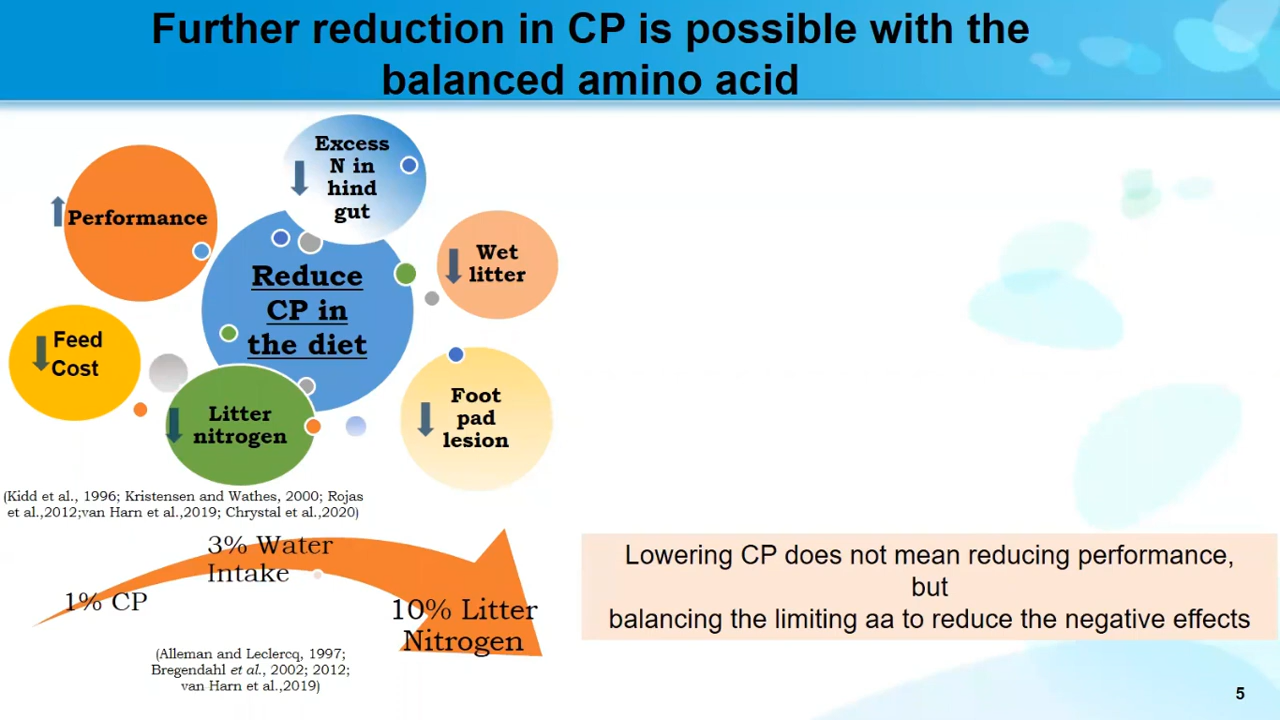 Further reduction in CP is possible with the
balanced amino acid
Excess
N in
hind
gut
Performance
Wet
litter
Reduce
CP in
the diet
Feed
Cost
Foot
pad
lesion
Litter
nitrogen
(Kidd et al., 1996; Kristensen and Wathes, 2000; Rojas
et al.,2012;van Harn et al.,2019; Chrystal et al.,2020)
3% Water
Intake
1% CP
10% Litter
Nitrogen
(Alleman and Leclercq, 1997;
Bregendahl et al., 2002; 2012;
van Harn et al.,2019)
Lowering CP does not mean reducing performance,
but
balancing the limiting aa to reduce the negative effects
5